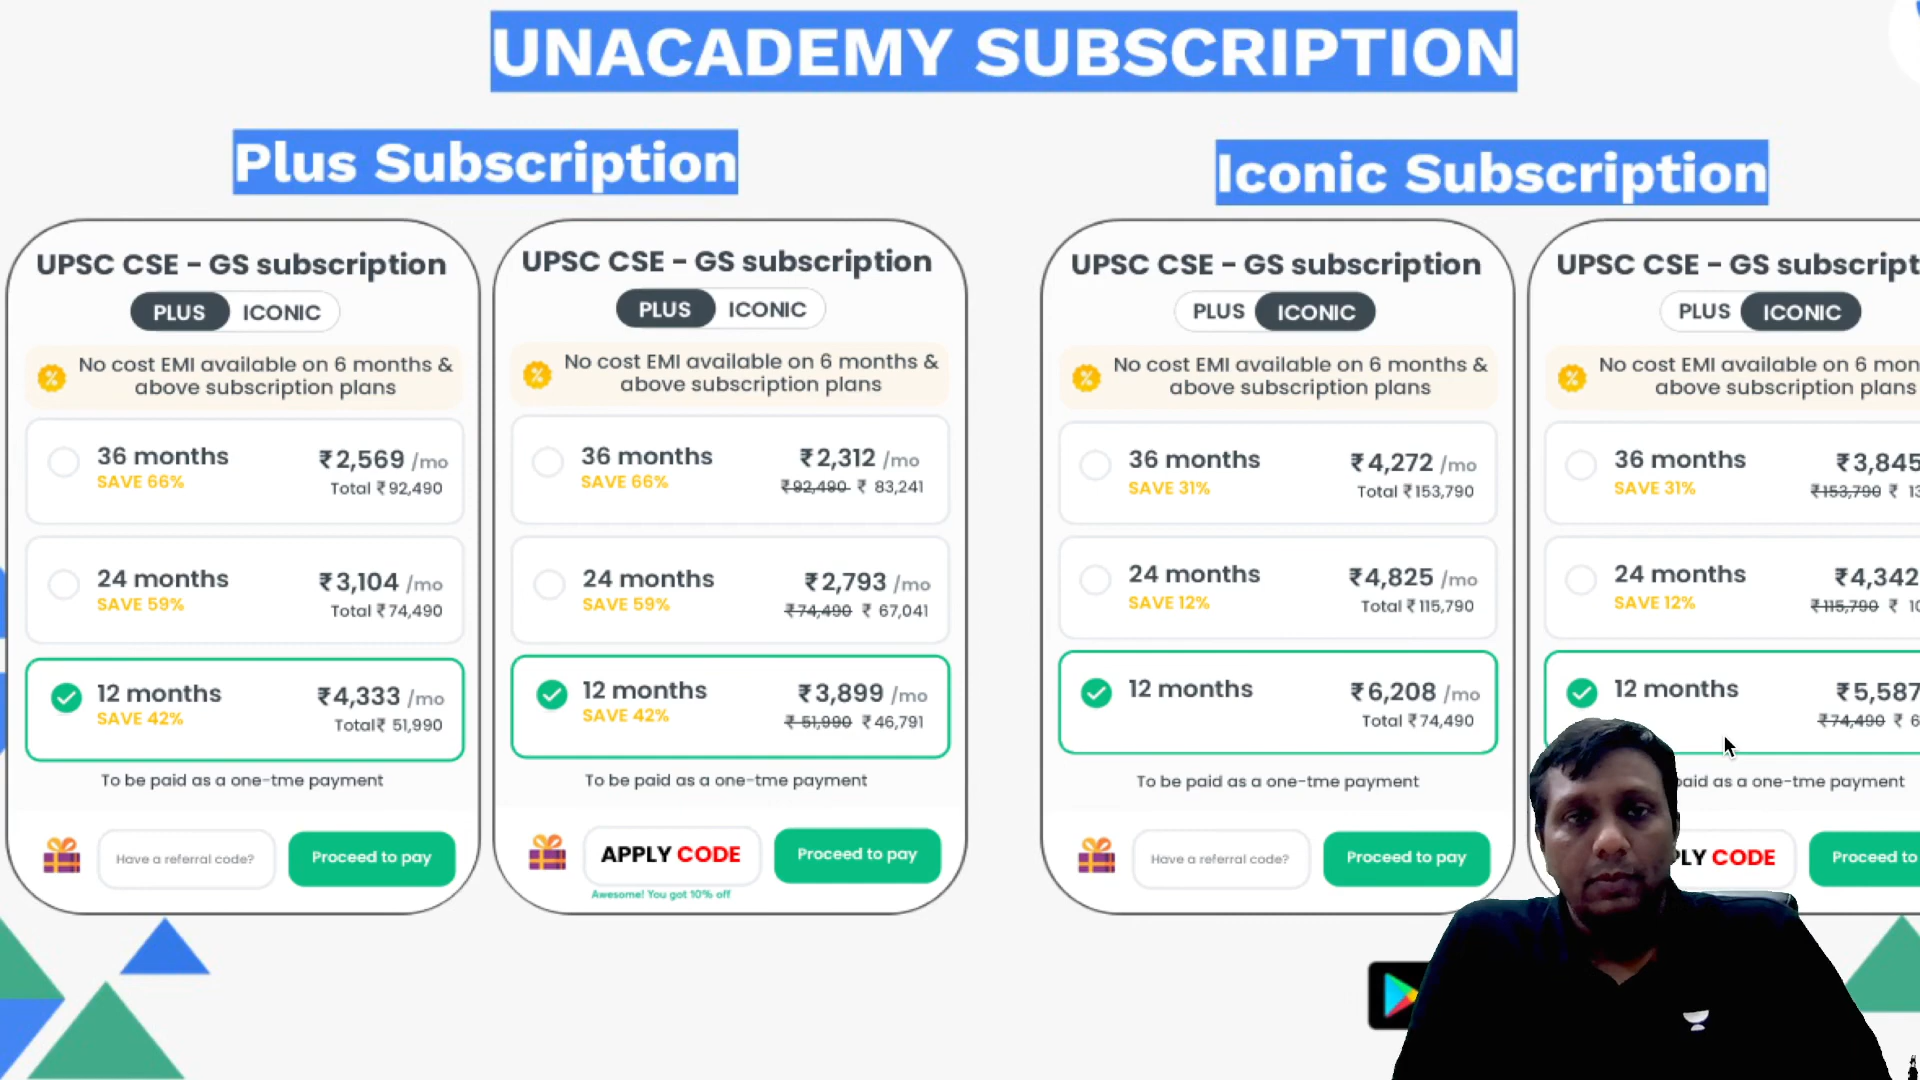 UNACADEMY SUBSCRIPTION
Plus Subscription
Iconic Subscription
UPSC CSE - GS subscription
PLUS ICONIC
No cost EMI available on 6 months &
above subscription plans
36 months ₹2,569 /mo
SAVE 66% Total ₹92,490
24 months ₹3,104 /mo
SAVE 59% Total ₹74,490
12 months ₹4,333 /mo
SAVE 42% Total₹ 51,990
To be paid as a one-tme payment
Have a referral code? Proceed to pay
UPSC CSE - GS subscription
PLUS ICONIC
No cost EMI available on 6 months &
above subscription plans
36 months ₹2,312 /mo
SAVE 66% ₹92,490 ₹ 83,241
24 months ₹2,793 /mo
SAVE 59% ₹74,490 ₹ 67,041
12 months ₹3,899 /mo
SAVE 42% ₹51,990 ₹46,791
To be paid as a one-tme payment
APPLY CODE Proceed to pay
Awesome! You got 10% off
UPSC CSE - GS subscription
PLUS ICONIC
No cost EMI available on 6 months &
above subscription plans
36 months ₹4,272 /mo
SAVE 31% Total ₹153,790
24 months ₹4,825 /mo
SAVE 12% Total ₹115,790
12 months ₹6,208 /mo
Total ₹74,490
To be paid as a one-tme payment
Have a referral code? Proceed to pay
UPSC CSE - GS
PLUS ICONIC
No cost EMI available on 6
above subscription plans
36 months ₹3,845
SAVE 31% ₹153,790 ₹
24 months ₹4,342
SAVE 12% ₹115,790 ₹
12 months ₹5,587
₹74,490 ₹
paid as a one-tme payment
CODE Proceed to